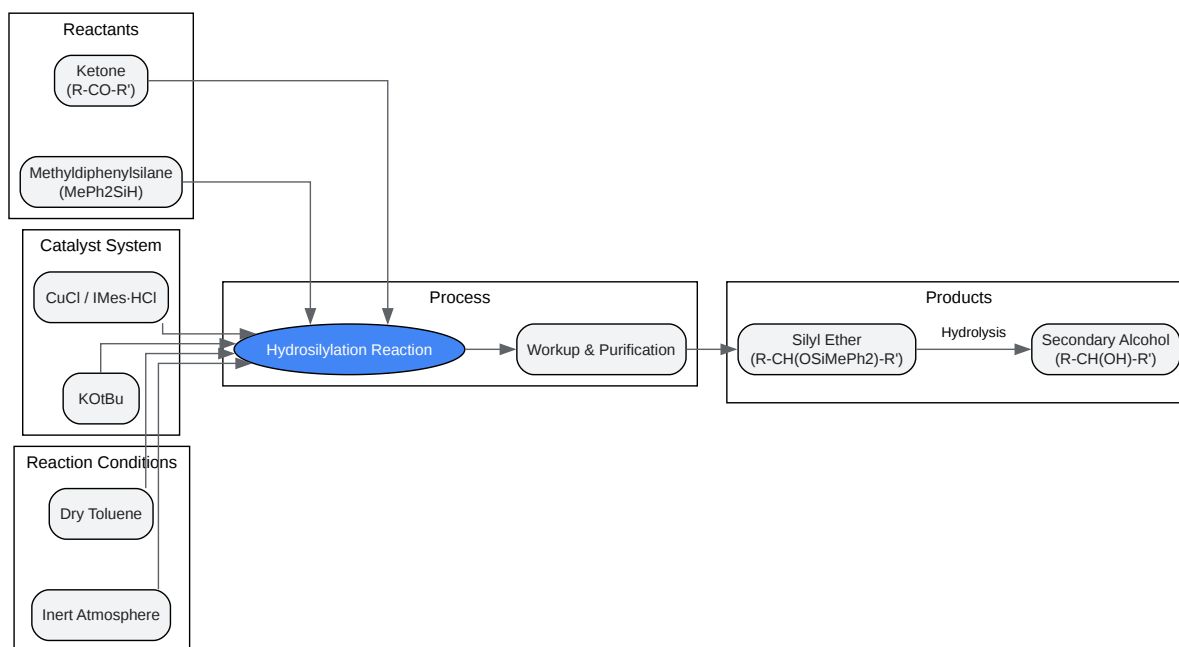 Reactants
Ketone
(R-CO-R')
Methyldiphenylsilane
(MePh2SiH)
Catalyst System
CuCl / IMes·HCl
KOtBu
Reaction Conditions
Dry Toluene
Inert Atmosphere
Process
Hydrosilylation Reaction
Workup & Purification
Products
Silyl Ether
(R-CH(OSiMePh2)-R')
Hydrolysis
Secondary Alcohol
(R-CH(OH)-R')